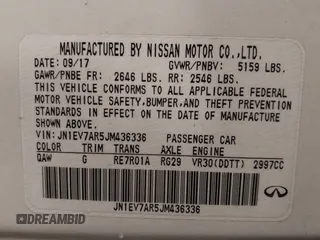 MANUFACTURED BY NISSAN MOTOR CO.,LTD.
DATE: 09/17 GVWR/PNBV: 5159 LBS.
GAWR/PNBE FR: 2646 LBS. RR: 2546 LBS.
THIS VEHICLE CONFORMS TO ALL APPLICABLE FEDERAL
MOTOR VEHICLE SAFETY,BUMPER,AND THEFT PREVENTION
STANDARDS IN EFFECT ON THE DATE OF MANUFACTURE
SHOWN ABOVE.
VIN:JN1EV7AR5JM436336 PASSENGER CAR
COLOR TRIM TRANS AXLE ENGINE
QAW G RE7R01A RG29 VR30(DDTT) 2997CC
JN1EV7AR5JM436336
DREAMBID